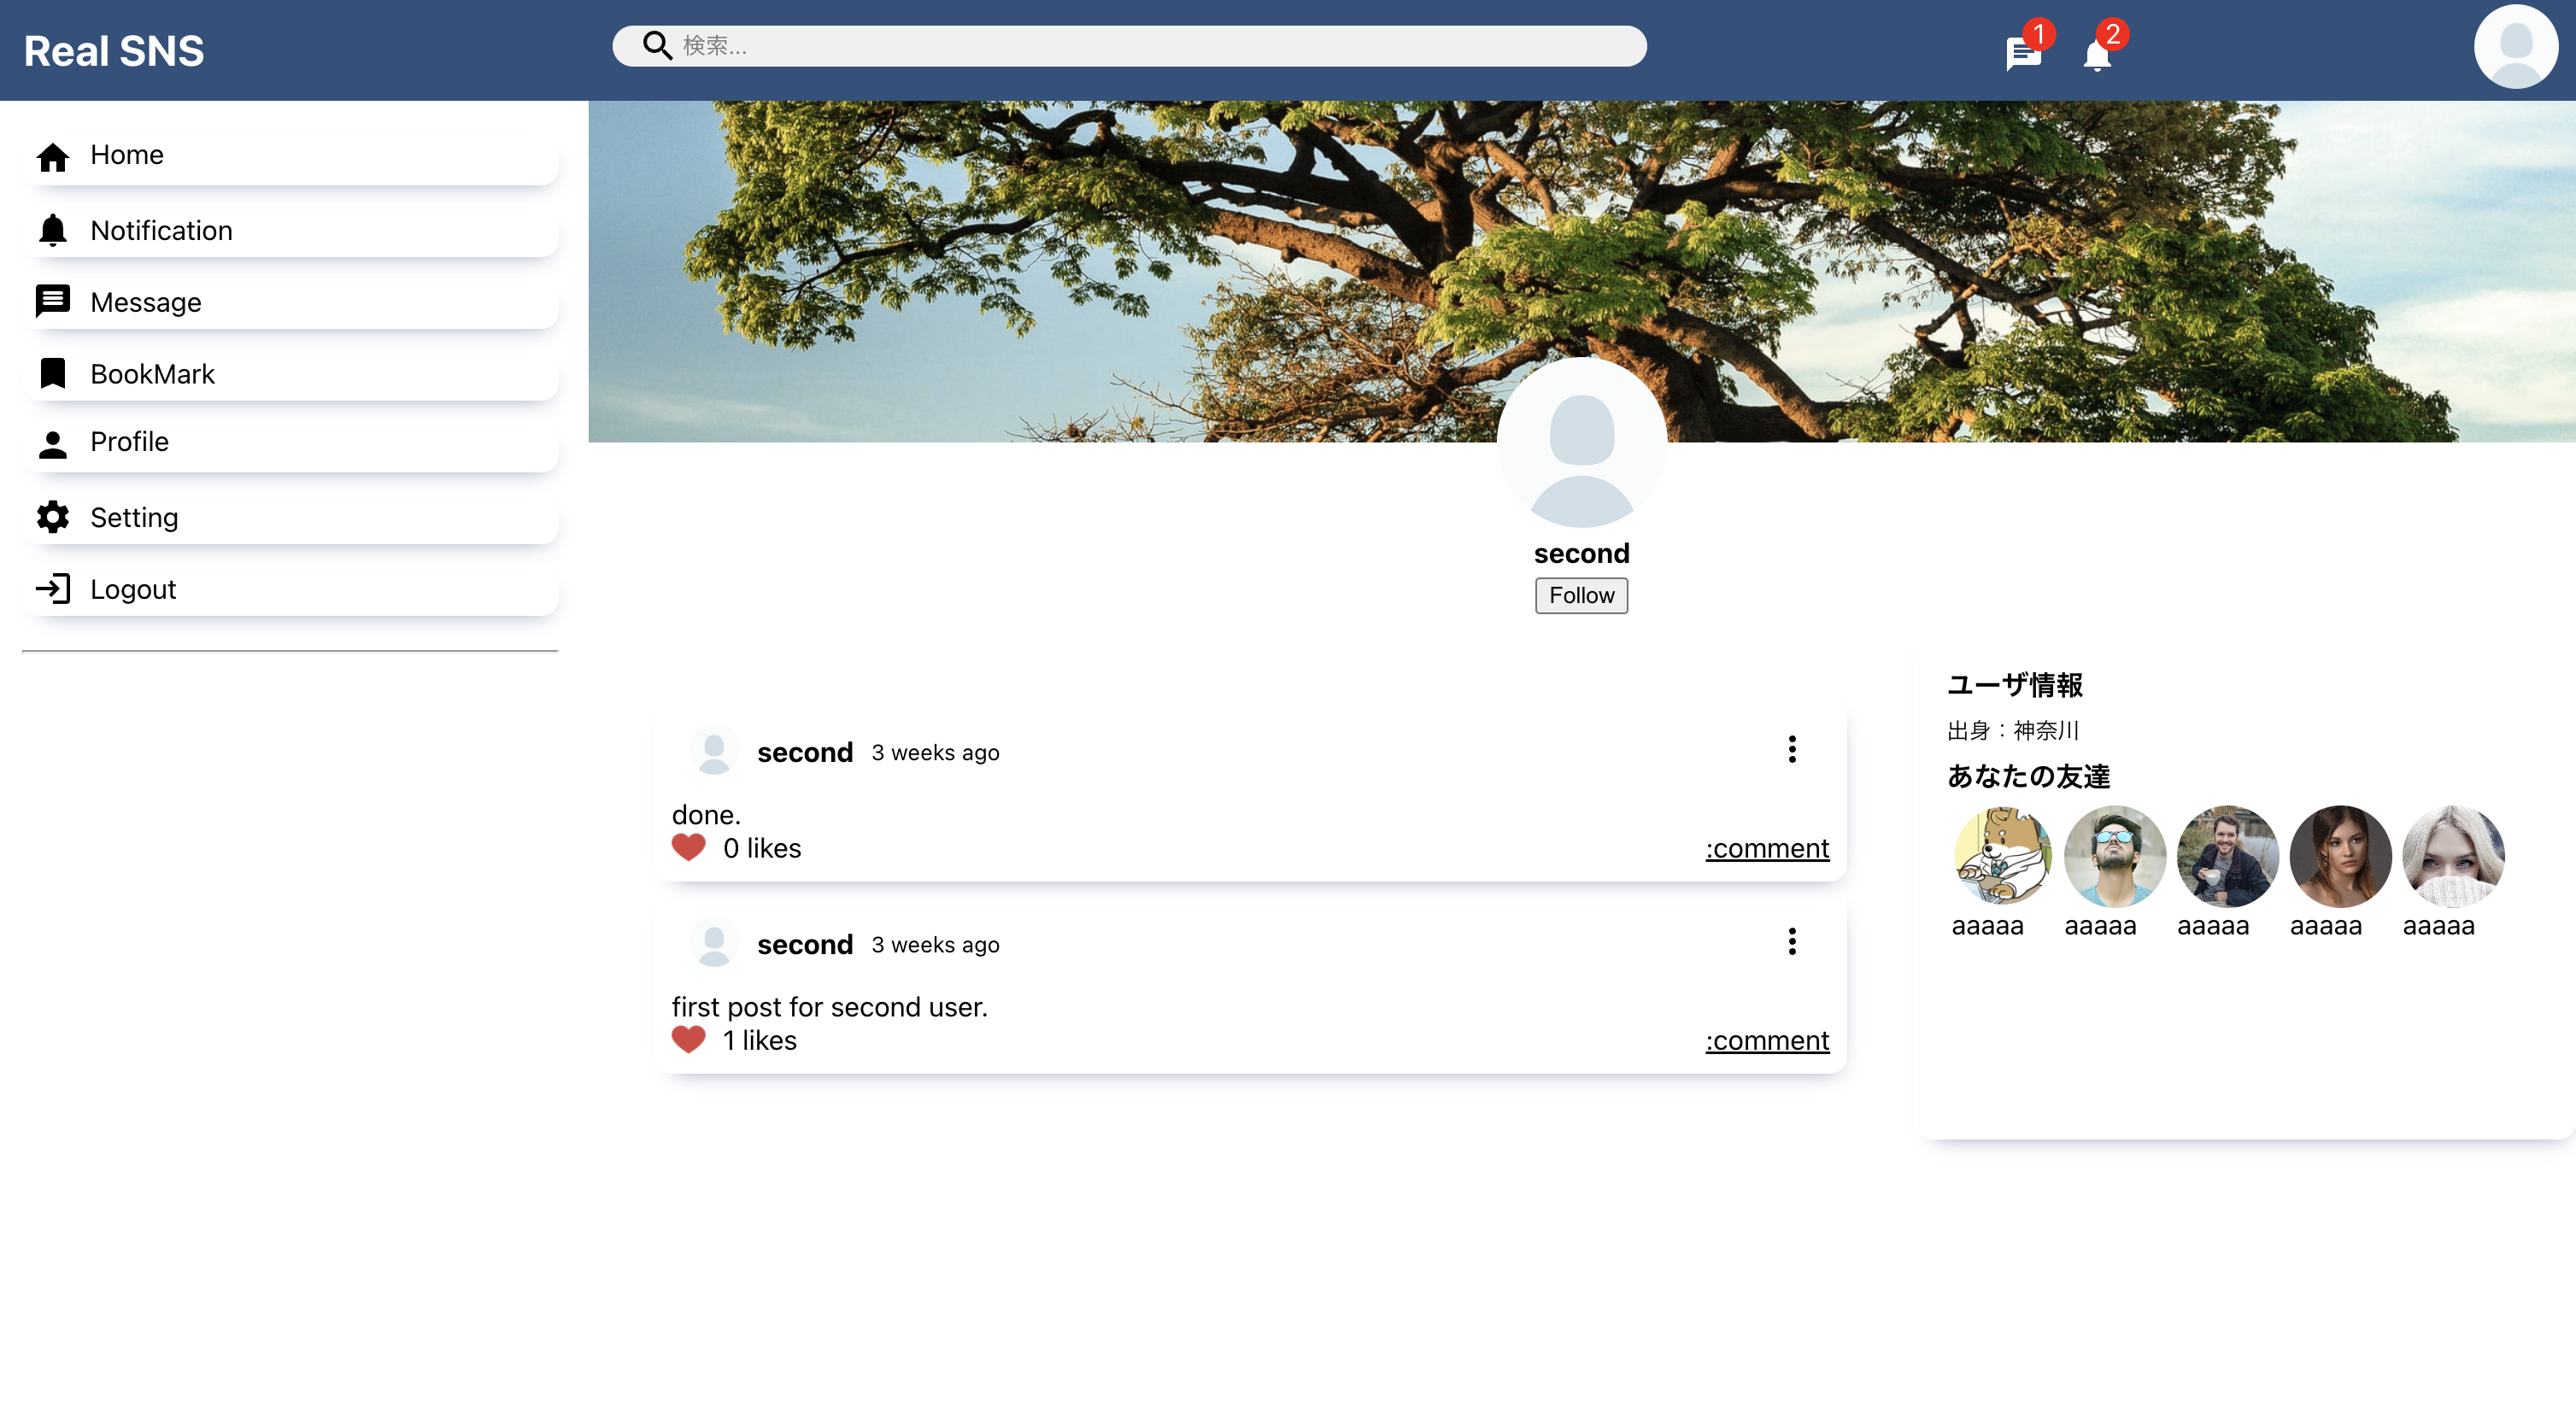 Real SNS
検索...
1
2
Home
Notification
Message
BookMark
Profile
Setting
Logout
second
Follow
second 3 weeks ago
done.
0 likes :comment
second 3 weeks ago
first post for second user.
1 likes :comment
ユーザ情報
出身：神奈川
あなたの友達
aaaaa aaaaa aaaaa aaaaa aaaaa